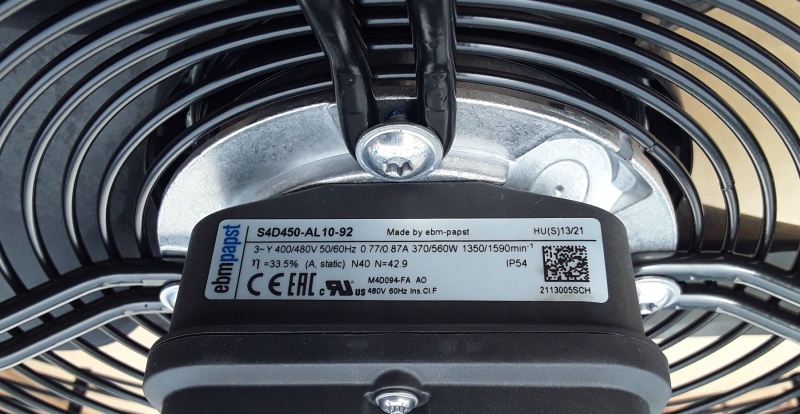 ebmpapst
S4D450-AL10-92 Made by ebm-papst HU(S)13/21
3~ Y 400/480V 50/60Hz 0.77/0.87A 370/560W 1350/1590min⁻¹
η =33.5% (A, static) N40 N=42.9 IP54
CE EAC c RU us M4D094-FA AO
480V 60Hz Ins.Cl.F 2113005SCH